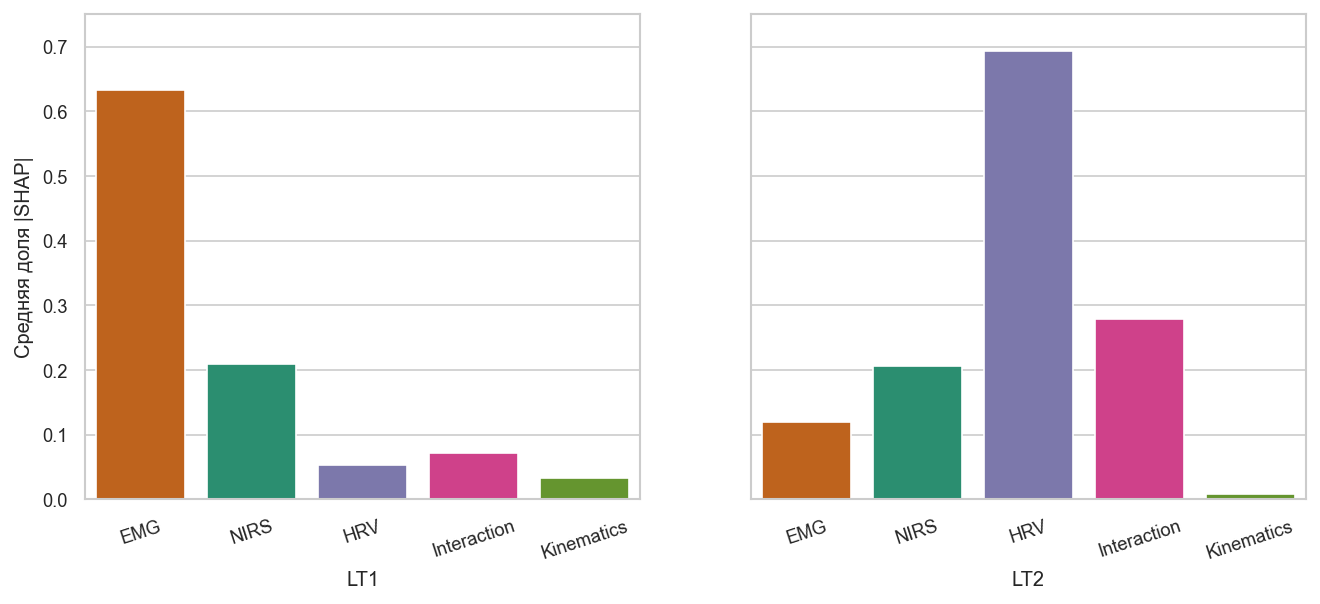 Средняя доля |SHAP|
0.7
0.6
0.5
0.4
0.3
0.2
0.1
0.0
EMG
NIRS
HRV
Interaction
Kinematics
LT1
EMG
NIRS
HRV
Interaction
Kinematics
LT2